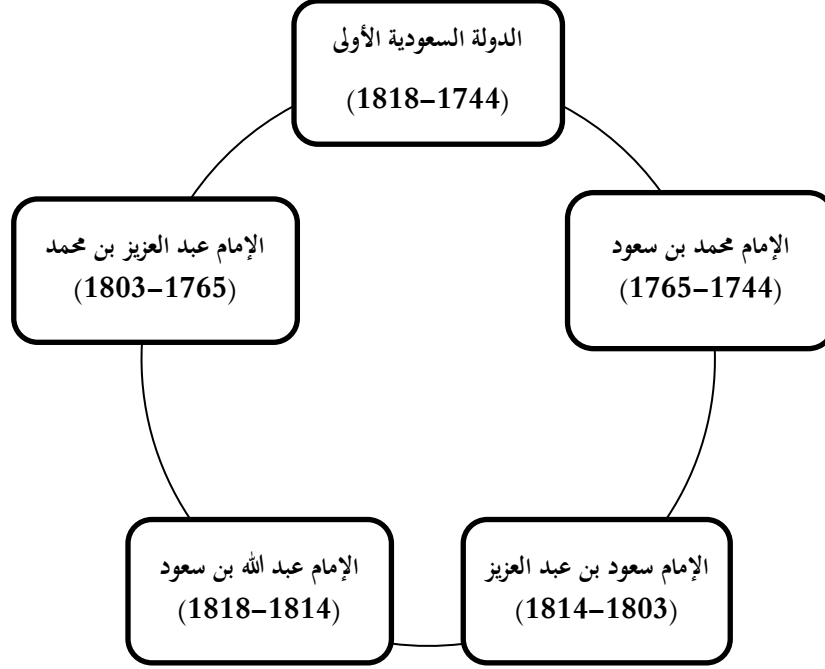 الدولة السعودية الأولى
(1818–1744)
الإمام محمد بن سعود
(1765–1744)
الإمام عبد العزيز بن محمد
(1803–1765)
الإمام سعود بن عبد العزيز
(1814–1803)
الإمام عبد الله بن سعود
(1818–1814)